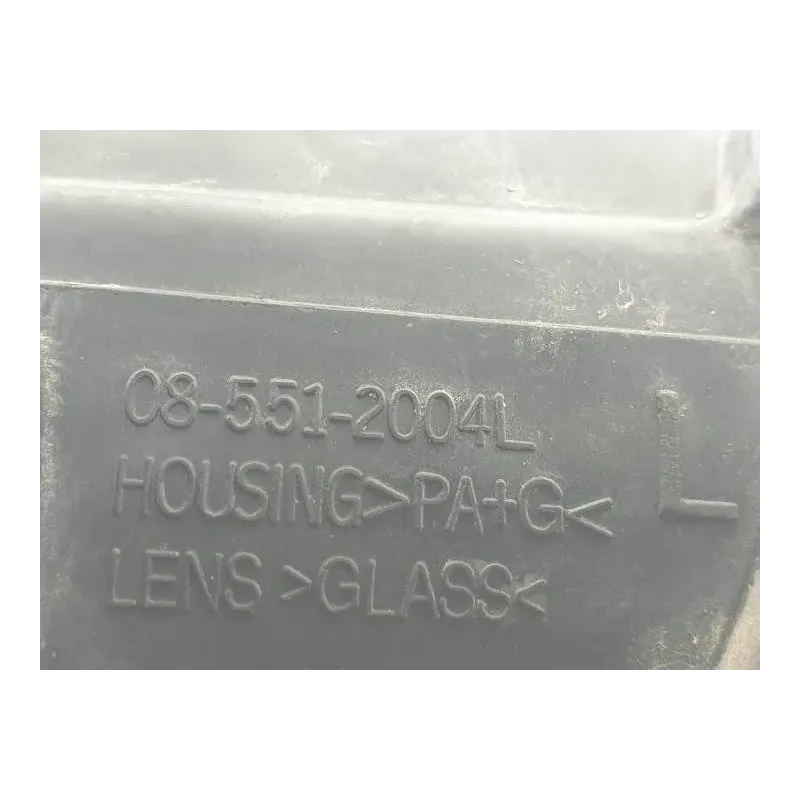 08-551-2004L
HOUSING>PA+G<
LENS >GLASS<
L